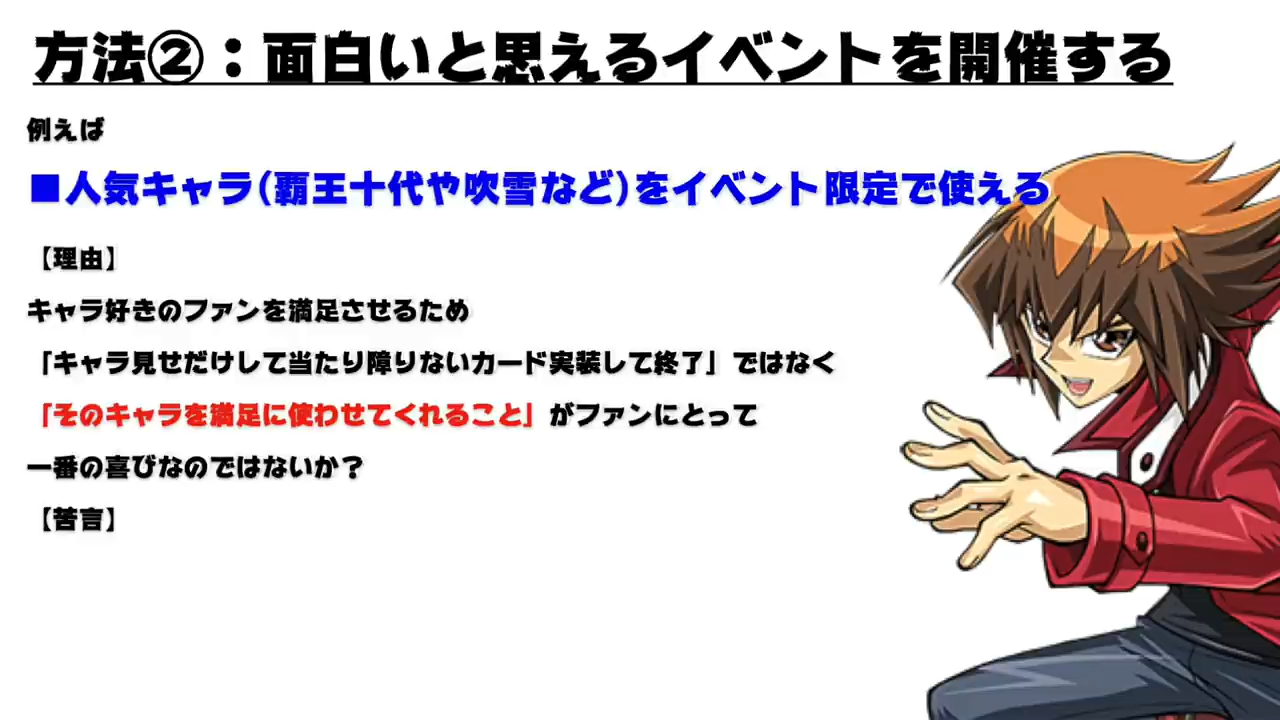 方法②：面白いと思えるイベントを開催する
例えば
■人気キャラ(覇王十代や吹雪など)をイベント限定で使える
【理由】
キャラ好きのファンを満足させるため
「キャラ見せだけして当たり障りないカード実装して終了」ではなく
「そのキャラを満足に使わせてくれること」がファンにとって
一番の喜びなのではないか？
【苦言】